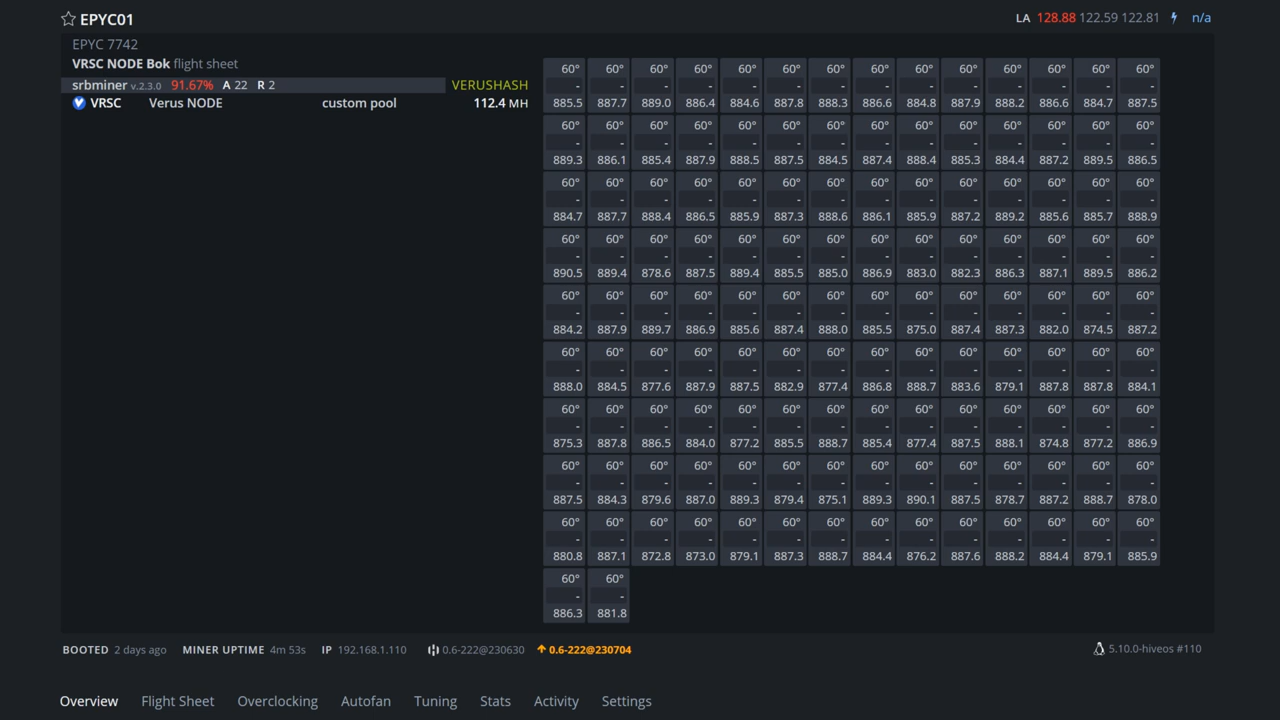 EPYC01
LA 128.88 122.59 122.81 n/a
EPYC 7742
VRSC NODE Bok flight sheet
srbminer v.2.3.0 91.67% A 22 R 2 VERUSHASH
VRSC Verus NODE custom pool 112.4 MH
60° 60° 60° 60° 60° 60° 60° 60° 60° 60° 60° 60° 60° 60°
- - - - - - - - - - - - - -
885.5 887.7 889.0 886.4 884.6 887.8 888.3 886.6 884.8 887.9 888.2 886.6 884.7 887.5
60° 60° 60° 60° 60° 60° 60° 60° 60° 60° 60° 60° 60° 60°
- - - - - - - - - - - - - -
889.3 886.1 885.4 887.9 888.5 887.5 884.5 887.4 888.4 885.3 884.4 887.2 889.5 886.5
60° 60° 60° 60° 60° 60° 60° 60° 60° 60° 60° 60° 60° 60°
- - - - - - - - - - - - - -
884.7 887.7 888.4 886.5 885.9 887.3 888.6 886.1 885.9 887.2 889.2 885.6 885.7 888.9
60° 60° 60° 60° 60° 60° 60° 60° 60° 60° 60° 60° 60° 60°
- - - - - - - - - - - - - -
890.5 889.4 878.6 887.5 889.4 885.5 885.0 886.9 883.0 882.3 886.3 887.1 889.5 886.2
60° 60° 60° 60° 60° 60° 60° 60° 60° 60° 60° 60° 60° 60°
- - - - - - - - - - - - - -
884.2 887.9 889.7 886.9 885.6 887.4 888.0 885.5 875.0 887.4 887.3 882.0 874.5 887.2
60° 60° 60° 60° 60° 60° 60° 60° 60° 60° 60° 60° 60° 60°
- - - - - - - - - - - - - -
888.0 884.5 877.6 887.9 887.5 882.9 877.4 886.8 888.7 883.6 879.1 887.8 887.8 884.1
60° 60° 60° 60° 60° 60° 60° 60° 60° 60° 60° 60° 60° 60°
- - - - - - - - - - - - - -
875.3 887.8 886.5 884.0 877.2 885.5 888.7 885.4 877.4 887.5 888.1 874.8 877.2 886.9
60° 60° 60° 60° 60° 60° 60° 60° 60° 60° 60° 60° 60° 60°
- - - - - - - - - - - - - -
887.5 884.3 879.6 887.0 889.3 879.4 875.1 889.3 890.1 887.5 878.7 887.2 888.7 878.0
60° 60° 60° 60° 60° 60° 60° 60° 60° 60° 60° 60° 60° 60°
- - - - - - - - - - - - - -
880.8 887.1 872.8 873.0 879.1 887.3 888.7 884.4 876.2 887.6 888.2 884.4 879.1 885.9
60° 60°
- -
886.3 881.8
BOOTED 2 days ago MINER UPTIME 4m 53s IP 192.168.1.110 0.6-222@230630 0.6-222@230704 5.10.0-hiveos #110
Overview Flight Sheet Overclocking Autofan Tuning Stats Activity Settings